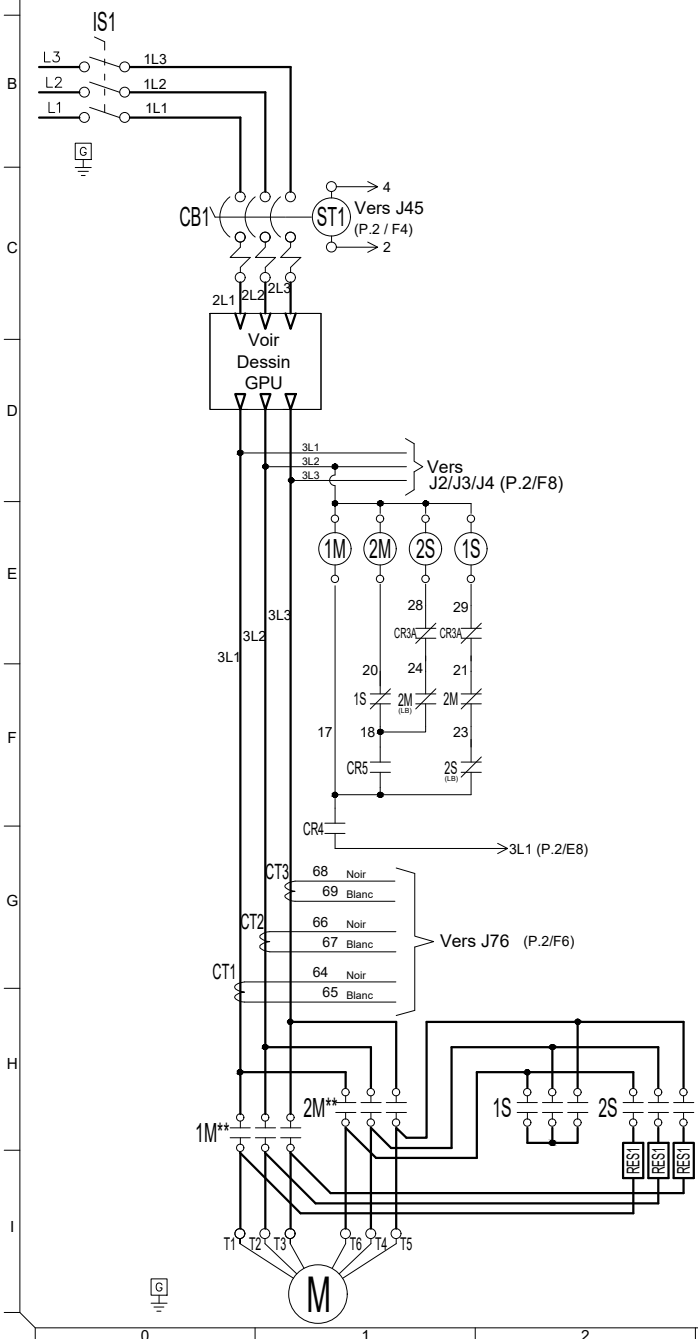 IS1
L3 1L3
B
L2 1L2
L1 1L1
G
4
CB1 ST1 Vers J45
(P.2 / F4)
C
2
2L1 2L2 2L3
Voir
Dessin
GPU
D
3L1
3L2
3L3
Vers
J2/J3/J4 (P.2/F8)
E
1M 2M 2S 1S
28 29
CR3A CR3A
3L1 3L2 3L3
20 24 21
1S 2M 2M
(LB)
F
17 18 23
CR5 2S
(LB)
CR4
3L1 (P.2/E8)
G
CT3 68 Noir
69 Blanc
CT2 66 Noir
67 Blanc
Vers J76 (P.2/F6)
CT1 64 Noir
65 Blanc
H
1M** 2M** 1S 2S
RES1 RES1 RES1
I
T1 T2 T3 T6 T4 T5
M
G
0 1 2